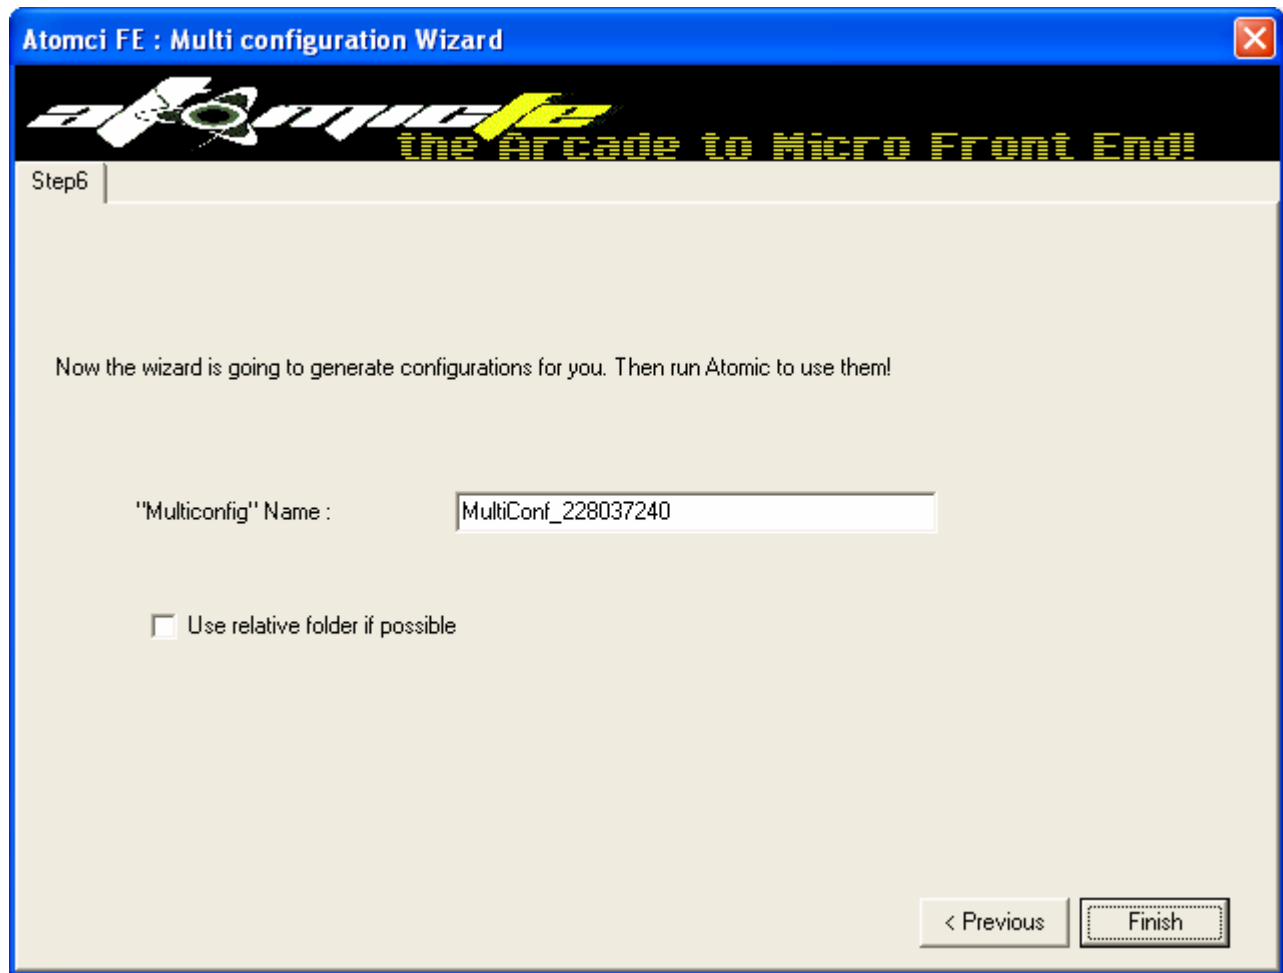 Atomci FE : Multi configuration Wizard
atomicfe
the Arcade to Micro Front End!
Step6
Now the wizard is going to generate configurations for you. Then run Atomic to use them!
"Multiconfig" Name : MultiConf_228037240
Use relative folder if possible
< Previous Finish